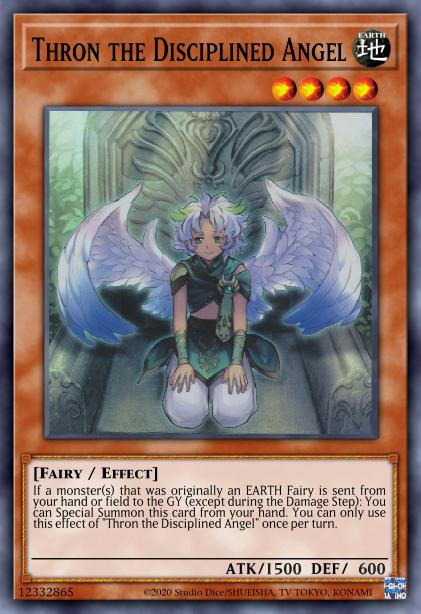 THRON THE DISCIPLINED ANGEL
EARTH
地
[FAIRY / EFFECT]
If a monster(s) that was originally an EARTH Fairy is sent from
your hand or field to the GY (except during the Damage Step): You
can Special Summon this card from your hand. You can only use
this effect of "Thron the Disciplined Angel" once per turn.
ATK/1500 DEF/ 600
12332865
©2020 Studio Dice/SHUEISHA, TV TOKYO, KONAMI